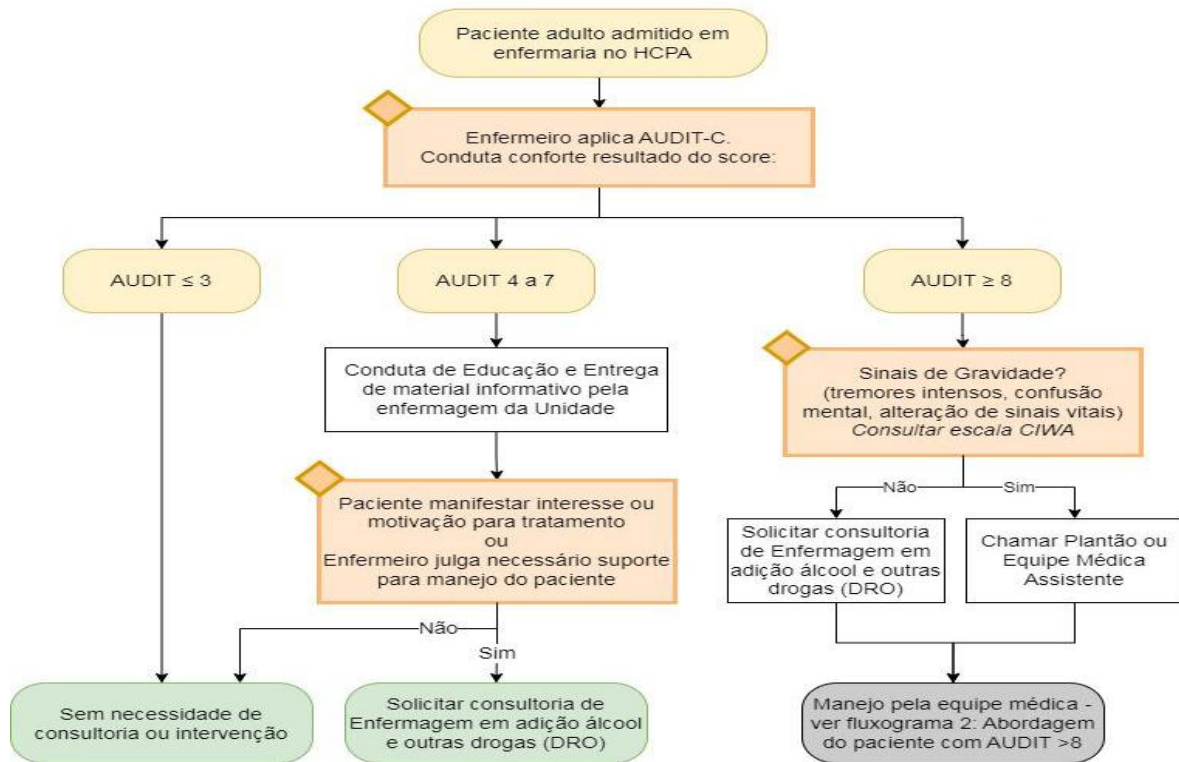 Paciente adulto admitido em
enfermaria no HCPA
Enfermeiro aplica AUDIT-C.
Conduta conforte resultado do score:
AUDIT ≤ 3
AUDIT 4 a 7
AUDIT ≥ 8
Conduta de Educação e Entrega
de material informativo pela
enfermagem da Unidade
Sinais de Gravidade?
(tremores intensos, confusão
mental, alteração de sinais vitais)
Consultar escala CIWA
Paciente manifestar interesse ou
motivação para tratamento
ou
Enfermeiro julga necessário suporte
para manejo do paciente
Não
Sim
Solicitar consultoria
de Enfermagem em
adição álcool e outras
drogas (DRO)
Chamar Plantão ou
Equipe Médica
Assistente
Não
Sim
Sem necessidade de
consultoria ou intervenção
Solicitar consultoria de
Enfermagem em adição álcool
e outras drogas (DRO)
Manejo pela equipe médica -
ver fluxograma 2: Abordagem
do paciente com AUDIT >8